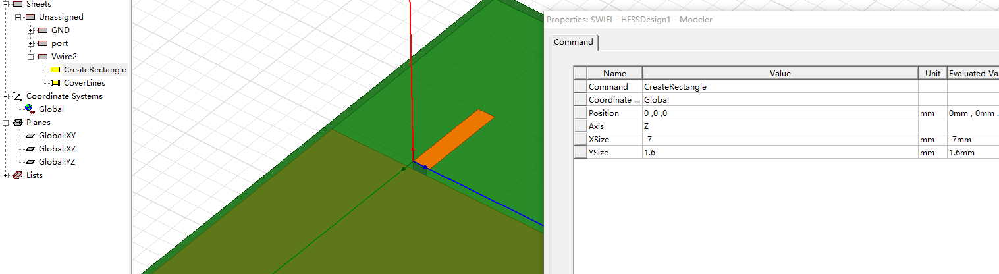 Sheets
Unassigned
GND
port
Vwire2
CreateRectangle
CoverLines
Coordinate Systems
Global
Planes
Global:XY
Global:XZ
Global:YZ
Lists
Properties: SWIFI - HFSSDesign1 - Modeler
Command
Name Value Unit Evaluated Va
Command CreateRectangle
Coordinate ... Global
Position 0 ,0 ,0 mm 0mm , 0mm .
Axis Z
XSize -7 mm -7mm
YSize 1.6 mm 1.6mm